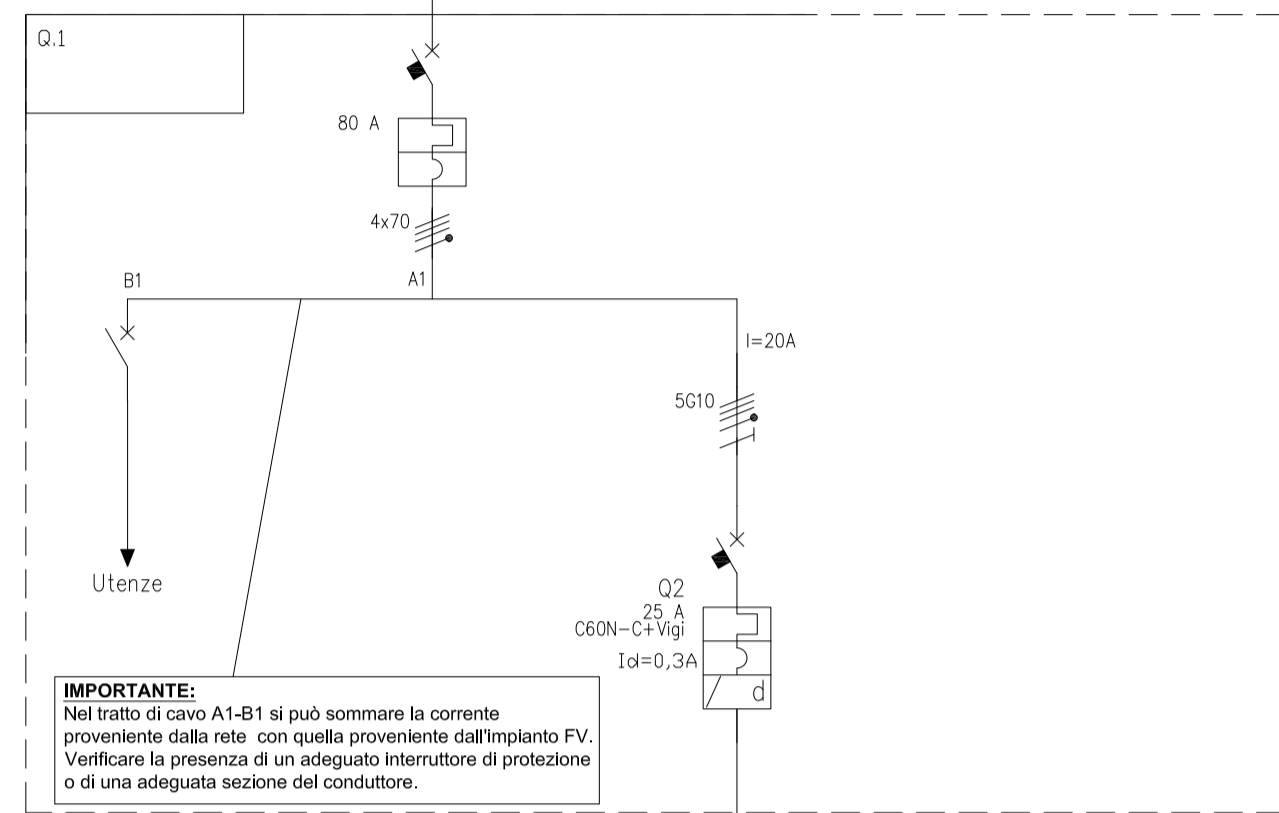 Q.1
80 A
4x70
B1
A1
I=20A
5G10
Utenze
Q2
25 A
C60N-C+Vigi
Id=0,3A
d
IMPORTANTE:
Nel tratto di cavo A1-B1 si può sommare la corrente
proveniente dalla rete con quella proveniente dall'impianto FV.
Verificare la presenza di un adeguato interruttore di protezione
o di una adeguata sezione del conduttore.